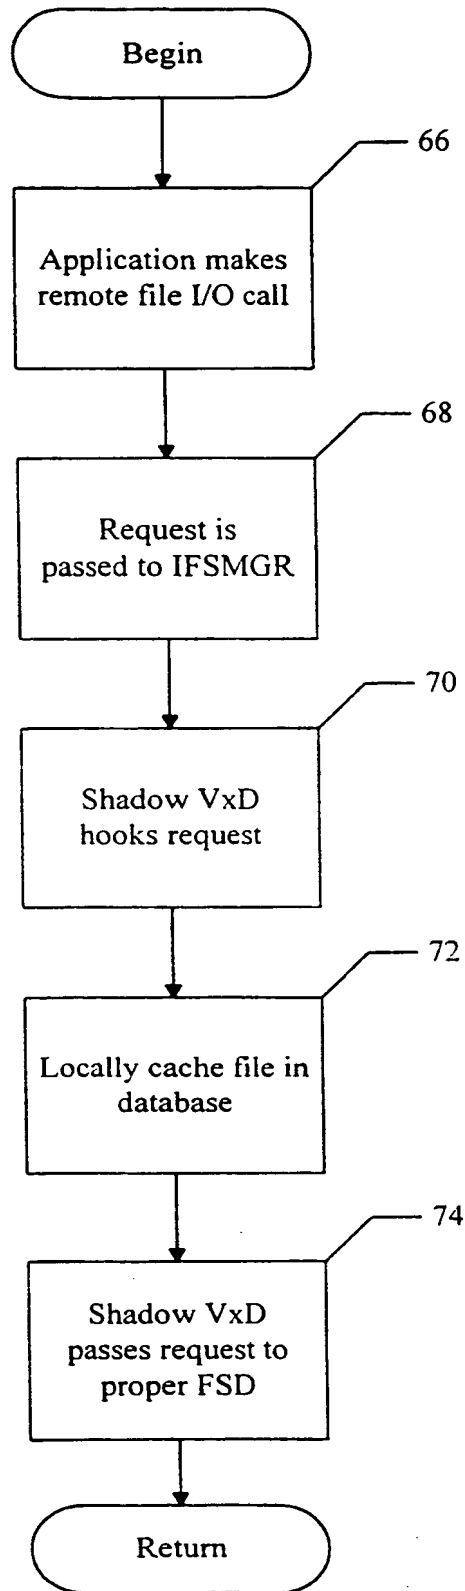 Begin
66
Application makes
remote file I/O call
68
Request is
passed to IFSMGR
70
Shadow VxD
hooks request
72
Locally cache file in
database
74
Shadow VxD
passes request to
proper FSD
Return